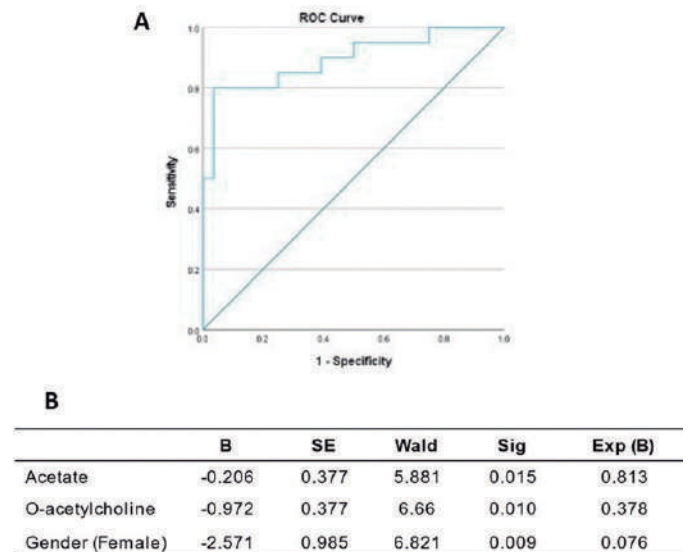 A
ROC Curve
1.0
0.8
0.6
0.4
0.2
0.0
Sensitivity
0.0 0.2 0.4 0.6 0.8 1.0
1 - Specificity
B
B SE Wald Sig Exp (B)
Acetate -0.206 0.377 5.881 0.015 0.813
O-acetylcholine -0.972 0.377 6.66 0.010 0.378
Gender (Female) -2.571 0.985 6.821 0.009 0.076